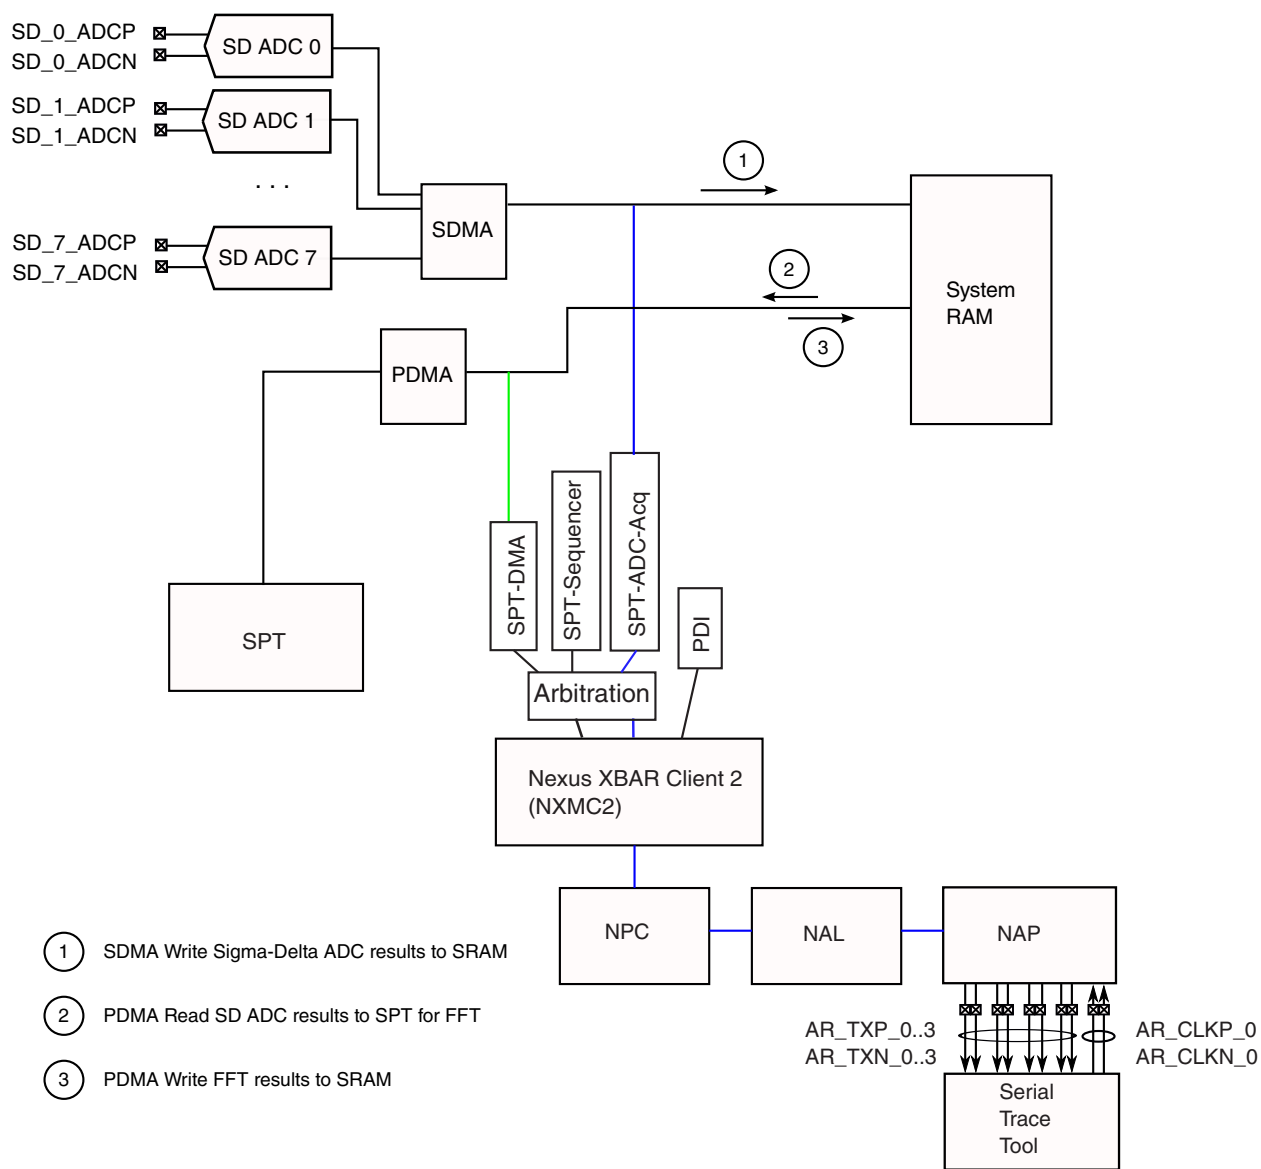 SD_0_ADCP
SD_0_ADCN
SD ADC 0
SD_1_ADCP
SD_1_ADCN
SD ADC 1
. . .
SD_7_ADCP
SD_7_ADCN
SD ADC 7
SDMA
1
2
3
System
RAM
PDMA
SPT
SPT-DMA
SPT-Sequencer
SPT-ADC-Acq
PDI
Arbitration
Nexus XBAR Client 2
(NXMC2)
NPC
NAL
NAP
1 SDMA Write Sigma-Delta ADC results to SRAM
2 PDMA Read SD ADC results to SPT for FFT
3 PDMA Write FFT results to SRAM
AR_TXP_0..3
AR_TXN_0..3
AR_CLKP_0
AR_CLKN_0
Serial
Trace
Tool